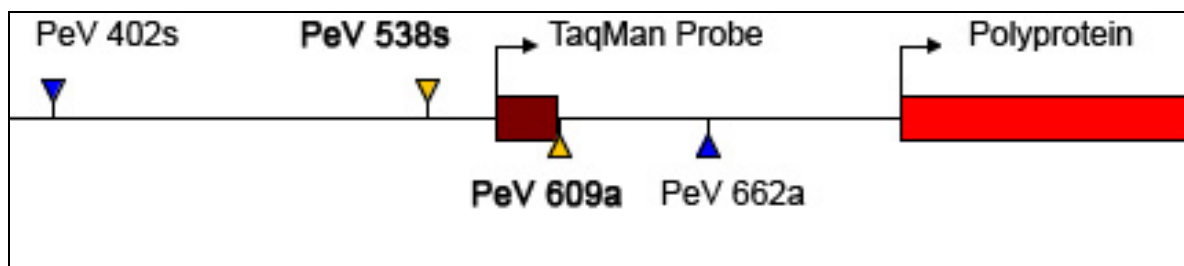 PeV 402s PeV 538s TaqMan Probe Polyprotein
PeV 609a PeV 662a